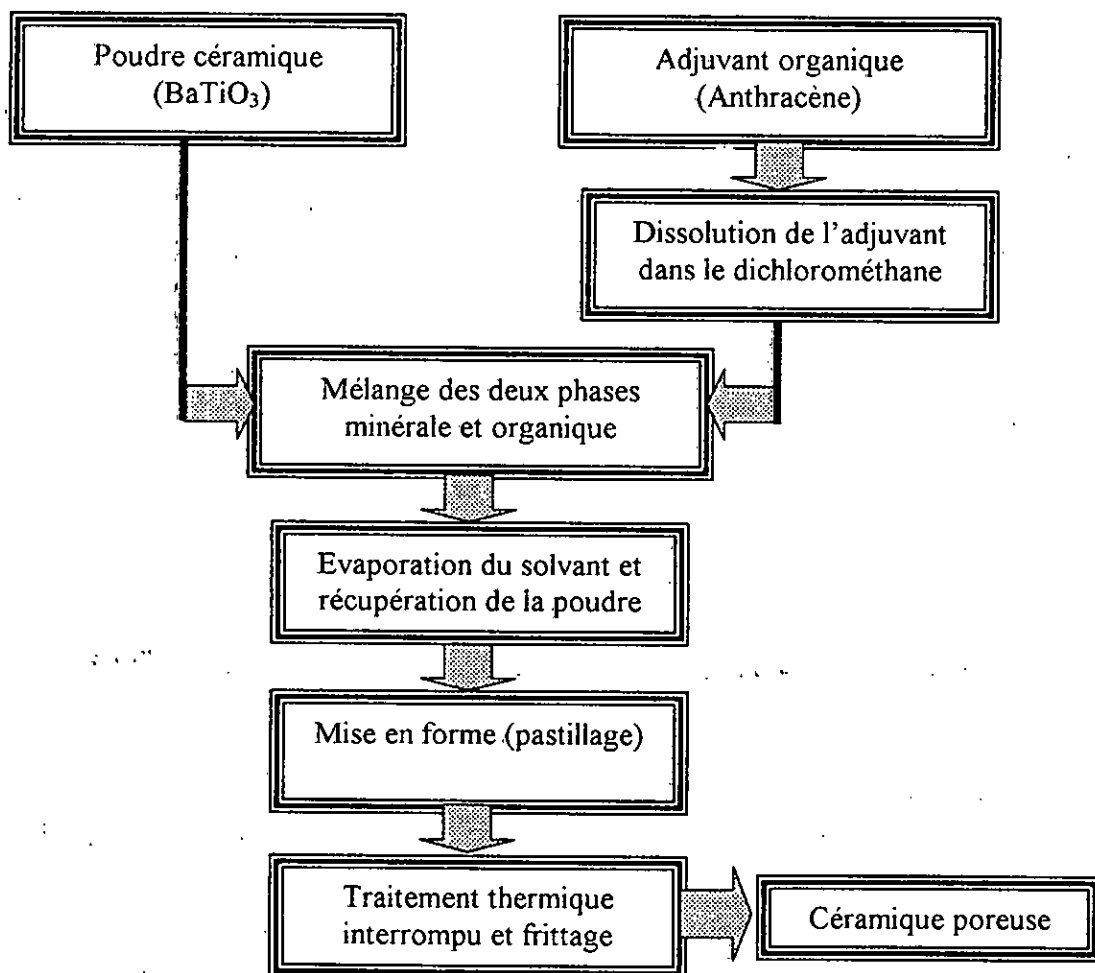 Poudre céramique
(BaTiO₃)
Adjuvant organique
(Anthracène)
Dissolution de l'adjuvant
dans le dichlorométhane
Mélange des deux phases
minérale et organique
Evaporation du solvant et
récupération de la poudre
Mise en forme (pastillage)
Traitement thermique
interrompu et frittage
Céramique poreuse